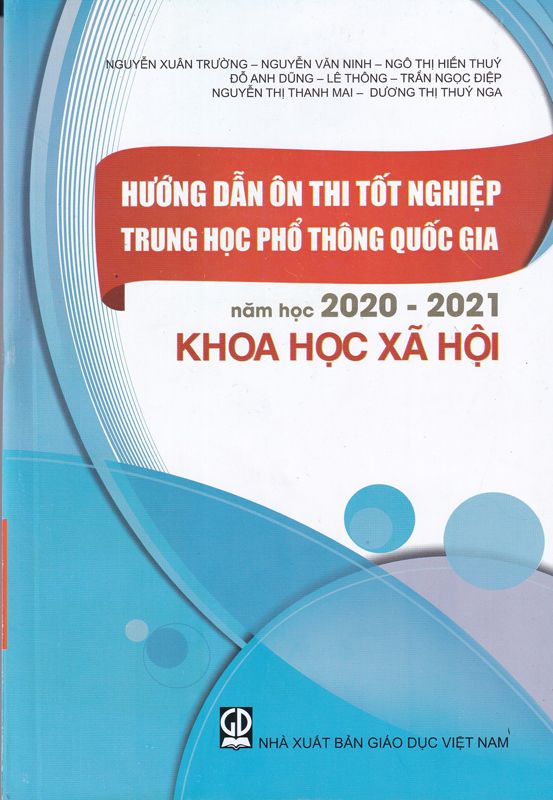 NGUYỄN XUÂN TRƯỜNG – NGUYỄN VĂN NINH – NGÔ THỊ HIỀN THUÝ
ĐỖ ANH DŨNG – LÊ THÔNG – TRẦN NGỌC ĐIỆP
NGUYỄN THỊ THANH MAI – DƯƠNG THỊ THUÝ NGA
HƯỚNG DẪN ÔN THI TỐT NGHIỆP
TRUNG HỌC PHỔ THÔNG QUỐC GIA
năm học 2020 - 2021
KHOA HỌC XÃ HỘI
GD
NHÀ XUẤT BẢN GIÁO DỤC VIỆT NAM